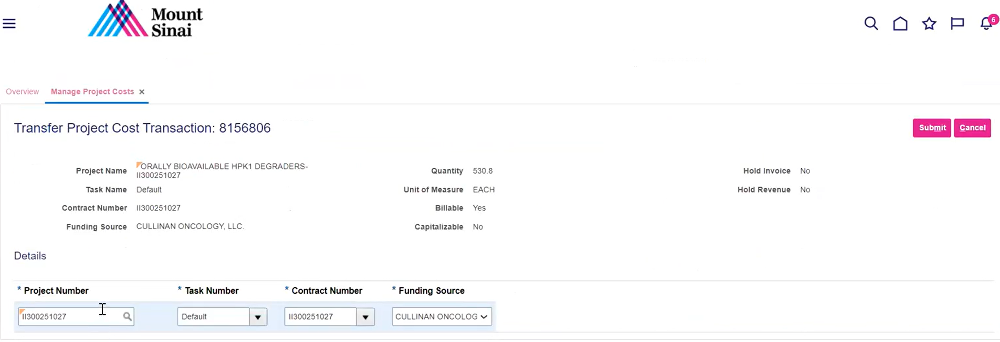 Mount
Sinai
6
Overview Manage Project Costs ×
Transfer Project Cost Transaction: 8156806 Submit Cancel
Project Name ORALLY BIOAVAILABLE HPK1 DEGRADERS-
II300251027 Quantity 530.8 Hold Invoice No
Task Name Default Unit of Measure EACH Hold Revenue No
Contract Number II300251027 Billable Yes
Funding Source CULLINAN ONCOLOGY, LLC. Capitalizable No
Details
* Project Number * Task Number * Contract Number * Funding Source
II300251027 Default II300251027 CULLINAN ONCOLOG